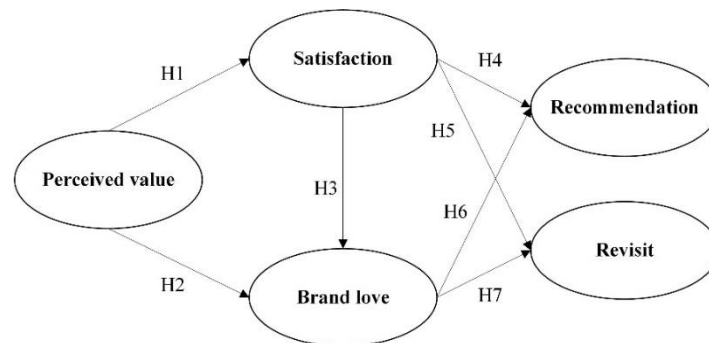 Satisfaction
H1
H4
Recommendation
H5
Perceived value
H3
H6
Revisit
H2
Brand love
H7